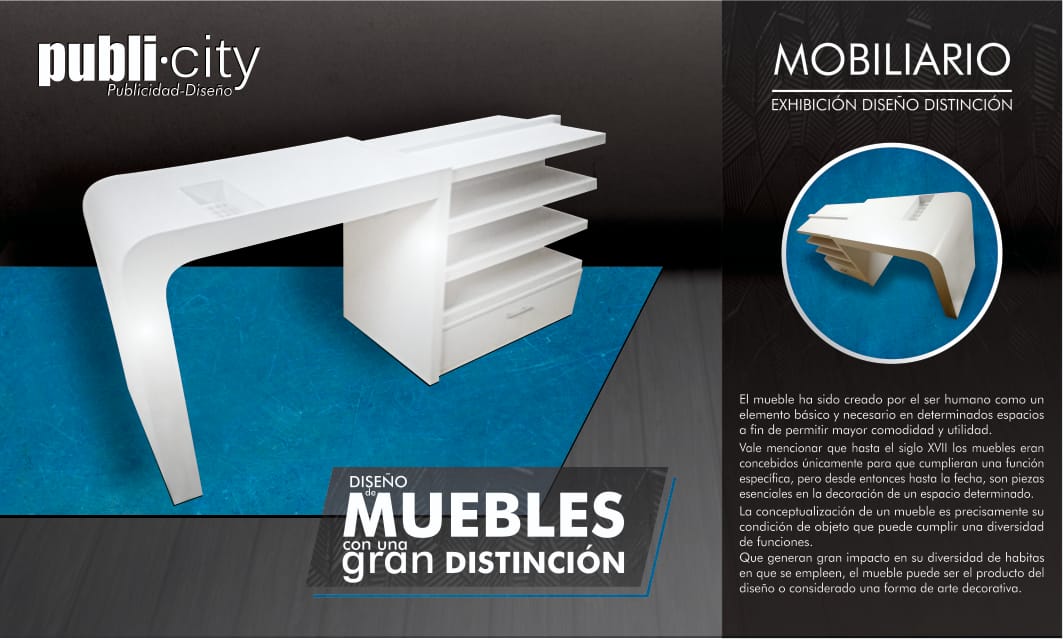 publi·city
Publicidad-Diseño
MOBILIARIO
EXHIBICIÓN DISEÑO DISTINCIÓN
DISEÑO
de
MUEBLES
con una
gran DISTINCIÓN
El mueble ha sido creado por el ser humano como un
elemento básico y necesario en determinados espacios
a fin de permitir mayor comodidad y utilidad.
Vale mencionar que hasta el siglo XVII los muebles eran
concebidos únicamente para que cumplieran una función
específica, pero desde entonces hasta la fecha, son piezas
esenciales en la decoración de un espacio determinado.
La conceptualización de un mueble es precisamente su
condición de objeto que puede cumplir una diversidad
de funciones.
Que generan gran impacto en su diversidad de habitas
en que se empleen, el mueble puede ser el producto del
diseño o considerado una forma de arte decorativa.